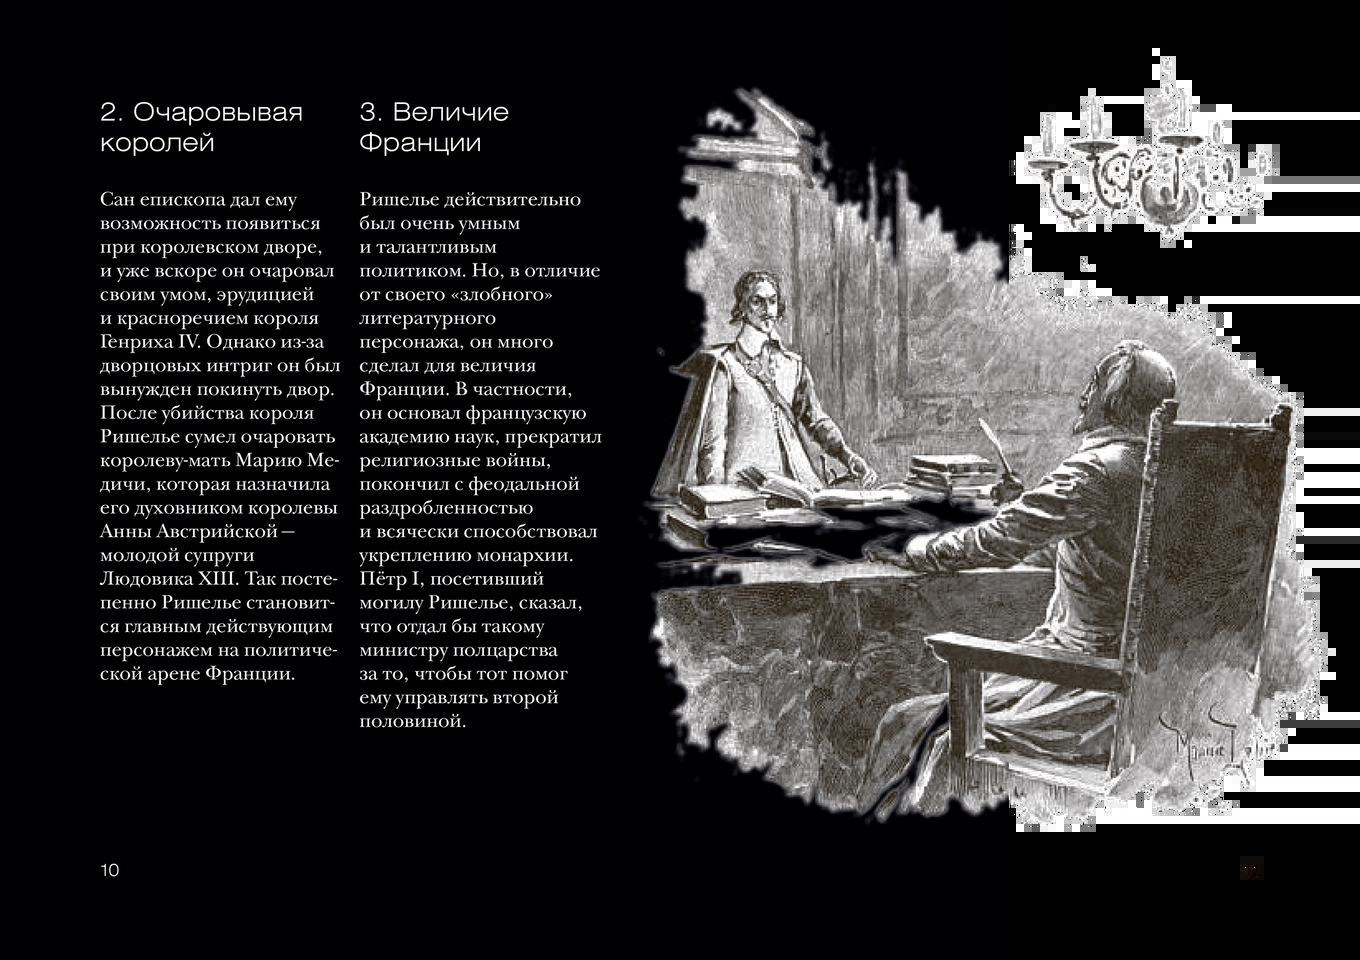 2. Очаровывая
королей
Сан епископа дал ему
возможность появиться
при королевском дворе,
и уже вскоре он очаровал
своим умом, эрудицией
и красноречием короля
Генриха IV. Однако из-за
дворцовых интриг он был
вынужден покинуть двор.
После убийства короля
Ришелье сумел очаровать
королеву-мать Марию Ме-
дичи, которая назначила
его духовником королевы
Анны Австрийской —
молодой супруги
Людовика XIII. Так посте-
пенно Ришелье становит-
ся главным действующим
персонажем на политиче-
ской арене Франции.
3. Величие
Франции
Ришелье действительно
был очень умным
и талантливым
политиком. Но, в отличие
от своего «злобного»
литературного
персонажа, он много
сделал для величия
Франции. В частности,
он основал французскую
академию наук, прекратил
религиозные войны,
покончил с феодальной
раздробленностью
и всячески способствовал
укреплению монархии.
Пётр I, посетивший
могилу Ришелье, сказал,
что отдал бы такому
министру полцарства
за то, чтобы тот помог
ему управлять второй
половиной.
10